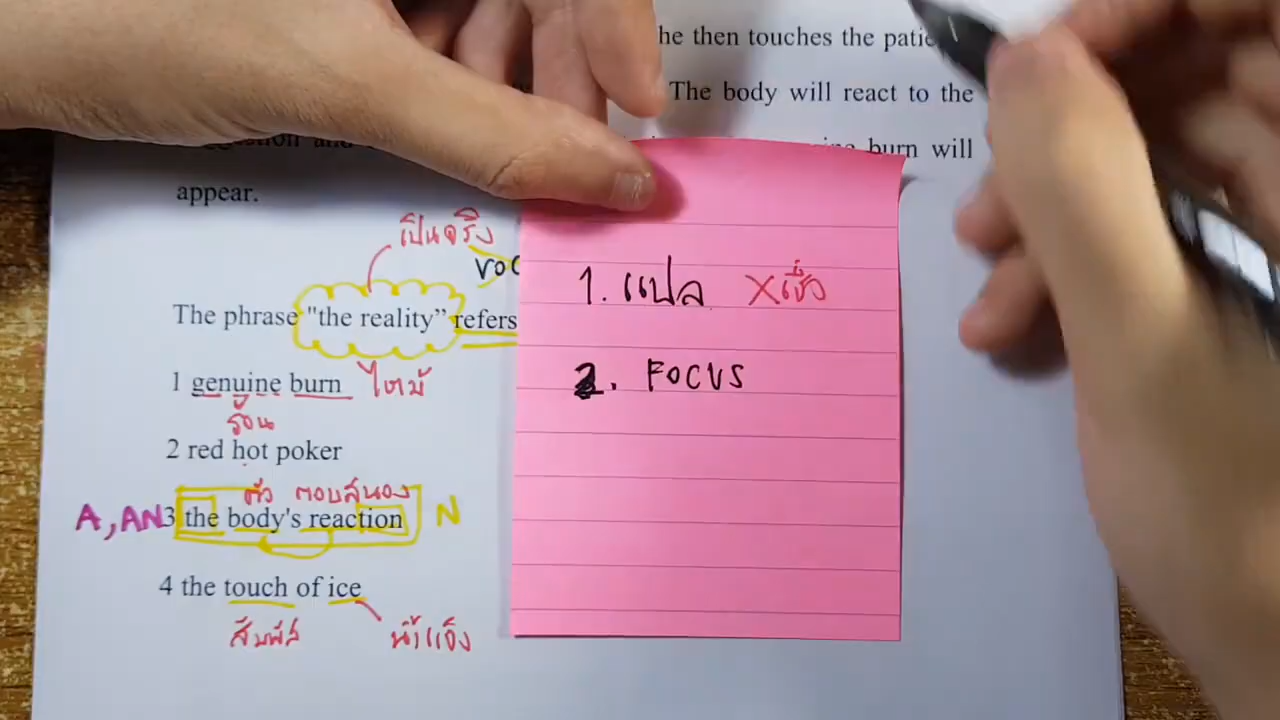 he then touches the
The body will react to the
burn will
appear.
เป็นจริง
VOC
The phrase "the reality" refers
1 genuine burn ไหม้
ร้อน
2 red hot poker
ตัว ตอบสนอง
A, AN 3 the body's reaction N
4 the touch of ice
สัมผัส น้ำแข็ง
1. แปล Xเชื่อ
2. FOCUS